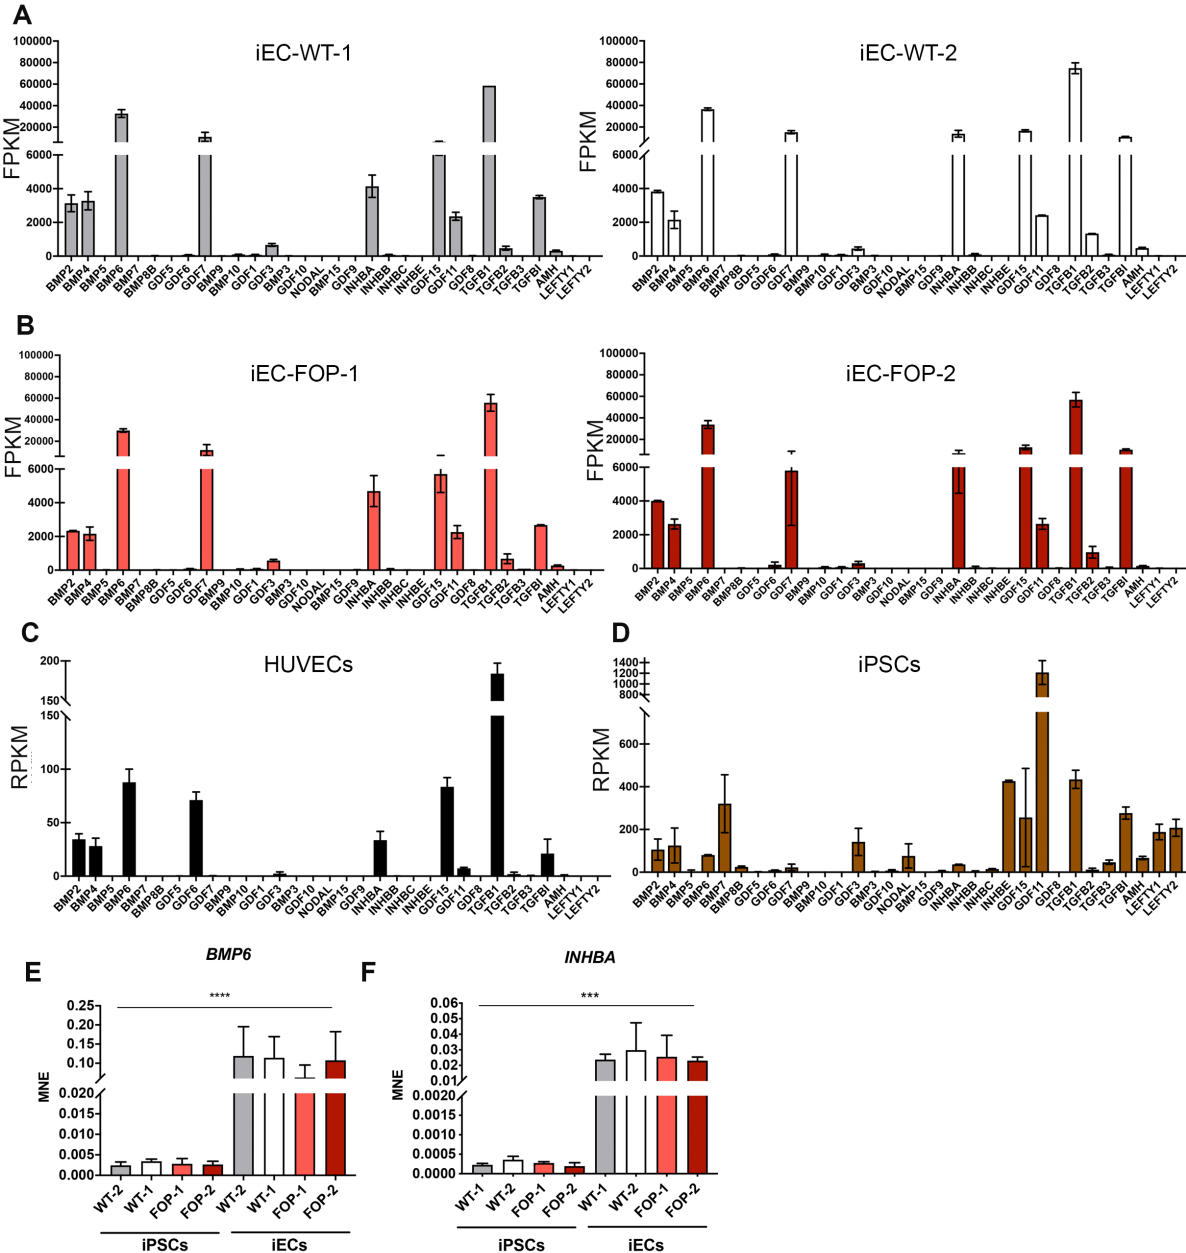 A
iEC-WT-1
iEC-WT-2
FPKM
100000
80000
60000
40000
20000
6000
4000
2000
0
BMP2 BMP4 BMP5 BMP6 BMP7 BMP8B GDF5 GDF6 GDF7 BMP9 BMP10 GDF1 GDF3 BMP3 GDF10 NODAL BMP15 GDF9 INHBA INHBB INHBC INHBE GDF15 GDF11 GDF8 TGFB1 TGFB2 TGFB3 TGFBI AMH LEFTY1 LEFTY2
FPKM
100000
80000
60000
40000
20000
6000
4000
2000
0
BMP2 BMP4 BMP5 BMP6 BMP7 BMP8B GDF5 GDF6 GDF7 BMP9 BMP10 GDF1 GDF3 BMP3 GDF10 NODAL BMP15 GDF9 INHBA INHBB INHBC INHBE GDF15 GDF11 GDF8 TGFB1 TGFB2 TGFB3 TGFBI AMH LEFTY1 LEFTY2
B
iEC-FOP-1
iEC-FOP-2
FPKM
100000
80000
60000
40000
20000
6000
4000
2000
0
BMP2 BMP4 BMP5 BMP6 BMP7 BMP8B GDF5 GDF6 GDF7 BMP9 BMP10 GDF1 GDF3 BMP3 GDF10 NODAL BMP15 GDF9 INHBA INHBB INHBC INHBE GDF15 GDF11 GDF8 TGFB1 TGFB2 TGFB3 TGFBI AMH LEFTY1 LEFTY2
FPKM
100000
80000
60000
40000
20000
6000
4000
2000
0
BMP2 BMP4 BMP5 BMP6 BMP7 BMP8B GDF5 GDF6 GDF7 BMP9 BMP10 GDF1 GDF3 BMP3 GDF10 NODAL BMP15 GDF9 INHBA INHBB INHBC INHBE GDF15 GDF11 GDF8 TGFB1 TGFB2 TGFB3 TGFBI AMH LEFTY1 LEFTY2
C
HUVECs
RPKM
200
150
150
100
50
0
BMP2 BMP4 BMP5 BMP6 BMP7 BMP8B GDF5 GDF6 GDF7 BMP9 BMP10 GDF1 GDF3 BMP3 GDF10 NODAL BMP15 GDF9 INHBA INHBB INHBC INHBE GDF15 GDF11 GDF8 TGFB1 TGFB2 TGFB3 TGFBI AMH LEFTY1 LEFTY2
D
iPSCs
RPKM
1400
1200
1000
800
600
400
200
0
BMP2 BMP4 BMP5 BMP6 BMP7 BMP8B GDF5 GDF6 GDF7 BMP9 BMP10 GDF1 GDF3 BMP3 GDF10 NODAL BMP15 GDF9 INHBA INHBB INHBC INHBE GDF15 GDF11 GDF8 TGFB1 TGFB2 TGFB3 TGFBI AMH LEFTY1 LEFTY2
E
BMP6
****
MNE
0.25
0.20
0.15
0.10
0.020
0.015
0.010
0.005
0.000
WT-2 WT-1 FOP-1 FOP-2 WT-2 WT-1 FOP-1 FOP-2
iPSCs iECs
F
INHBA
***
MNE
0.06
0.05
0.04
0.03
0.02
0.01
0.0020
0.0015
0.0010
0.0005
0.0000
WT-1 WT-2 FOP-1 FOP-2 WT-1 WT-2 FOP-1 FOP-2
iPSCs iECs